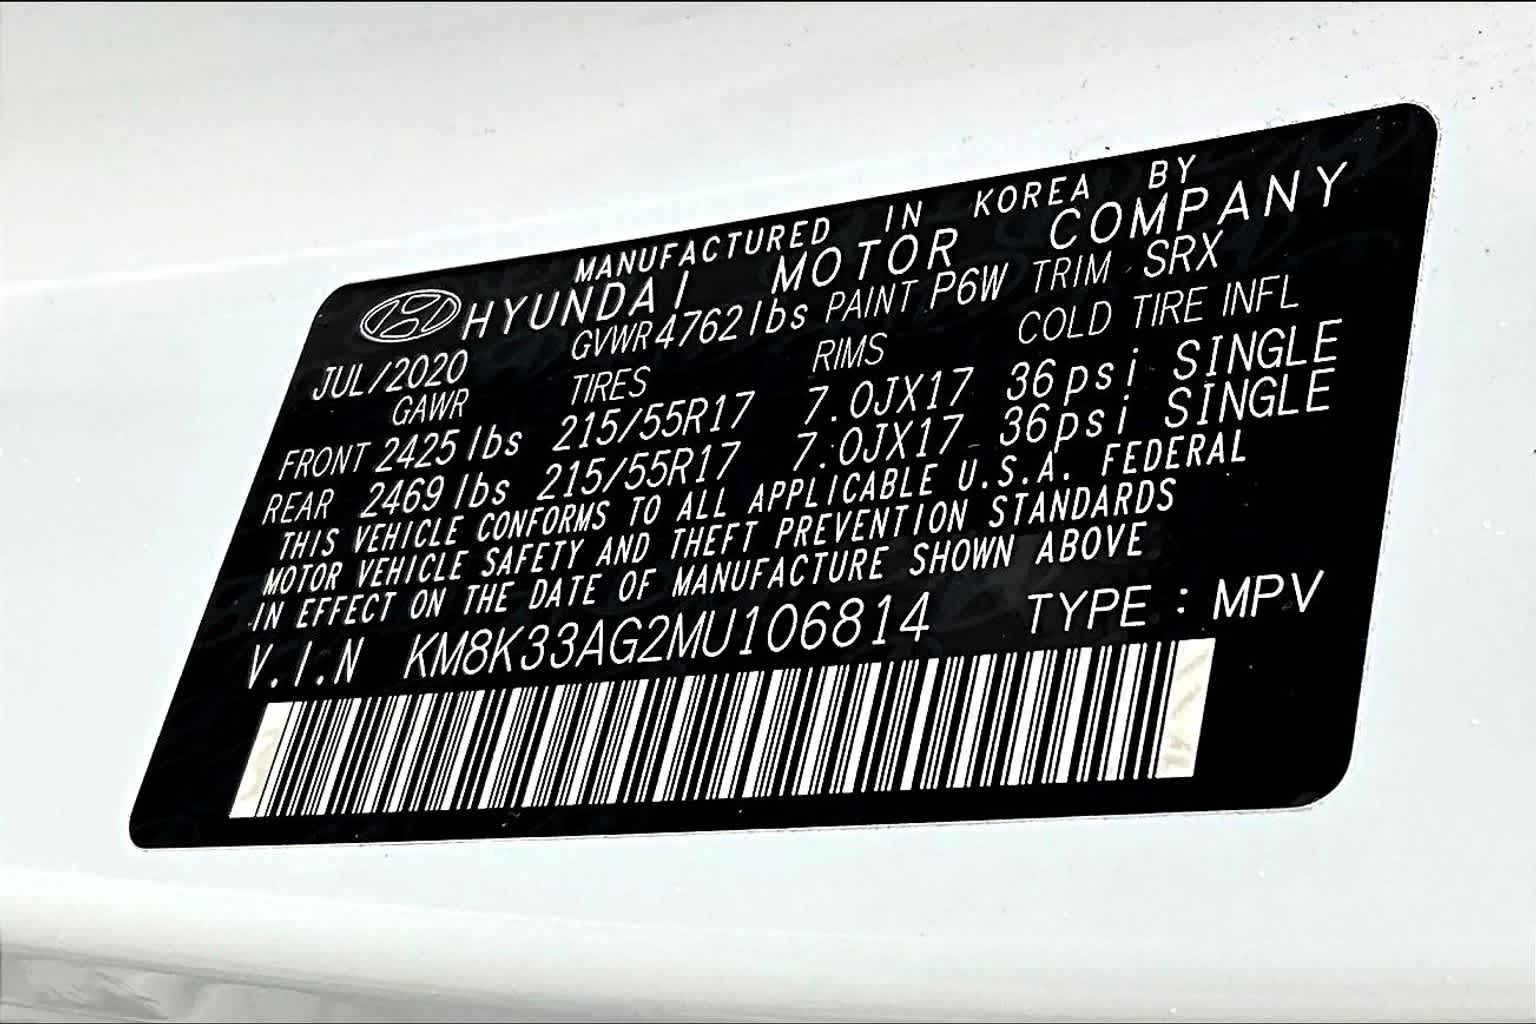 MANUFACTURED IN KOREA BY
HYUNDAI MOTOR COMPANY
JUL/2020 GVWR 4762 lbs PAINT P6W TRIM SRX
GAWR TIRES RIMS COLD TIRE INFL
FRONT 2425 lbs 215/55R17 7.0JX17 36psi SINGLE
REAR 2469 lbs 215/55R17 7.0JX17 36psi SINGLE
THIS VEHICLE CONFORMS TO ALL APPLICABLE U.S.A. FEDERAL
MOTOR VEHICLE SAFETY AND THEFT PREVENTION STANDARDS
IN EFFECT ON THE DATE OF MANUFACTURE SHOWN ABOVE
V.I.N KM8K33AG2MU106814 TYPE : MPV